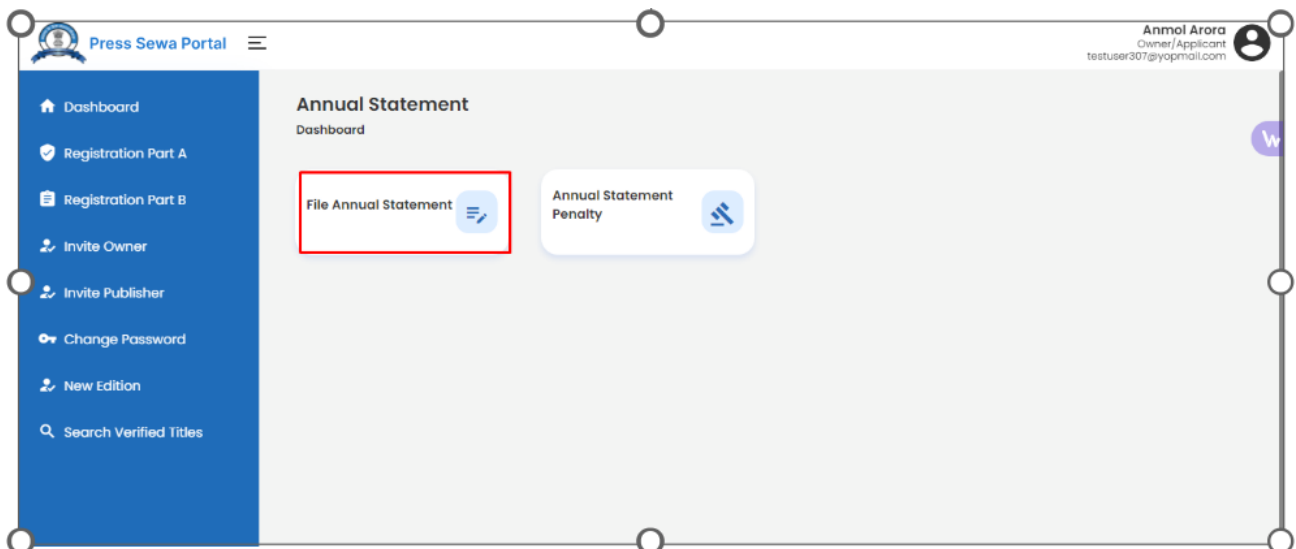 Press Sewa Portal
Anmol Arora
Owner/Applicant
testuser307@yopmail.com
Dashboard
Registration Part A
Registration Part B
Invite Owner
Invite Publisher
Change Password
New Edition
Search Verified Titles
Annual Statement
Dashboard
File Annual Statement
Annual Statement
Penalty
W